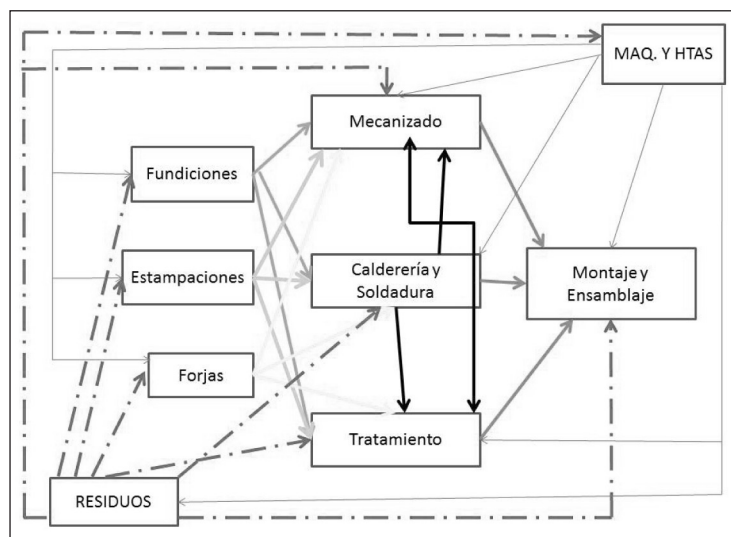 MAQ. Y HTAS
Mecanizado
Fundiciones
Estampaciones
Calderería y
Soldadura
Montaje y
Ensamblaje
Forjas
Tratamiento
RESIDUOS